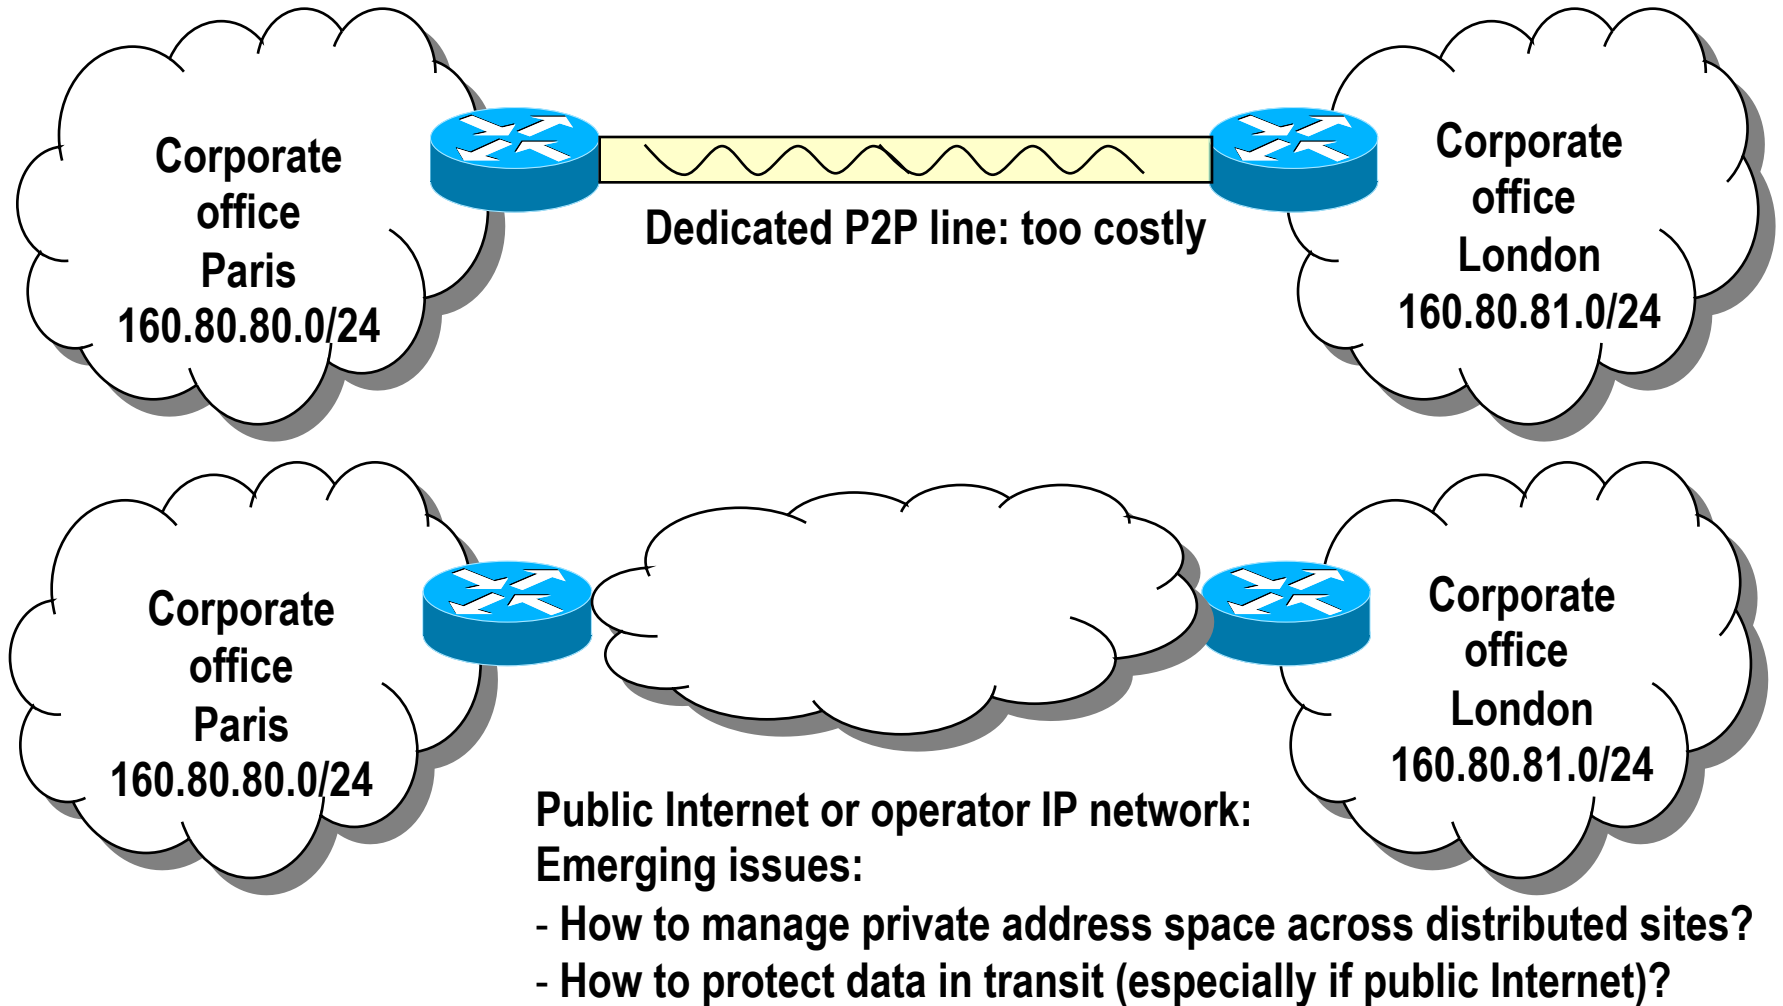 Corporate
office
Paris
160.80.80.0/24
Dedicated P2P line: too costly
Corporate
office
London
160.80.81.0/24
Corporate
office
Paris
160.80.80.0/24
Corporate
office
London
160.80.81.0/24
Public Internet or operator IP network:
Emerging issues:
- How to manage private address space across distributed sites?
- How to protect data in transit (especially if public Internet)?